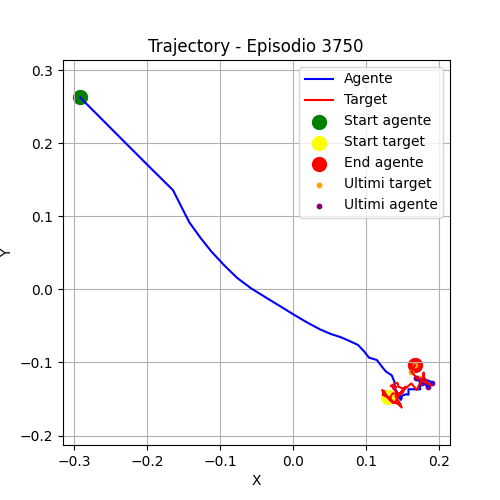 Trajectory - Episodio 3750
Agente
Target
Start agente
Start target
End agente
Ultimi target
Ultimi agente
0.3
0.2
0.1
0.0
−0.1
−0.2
Y
−0.3
−0.2
−0.1
0.0
0.1
0.2
X